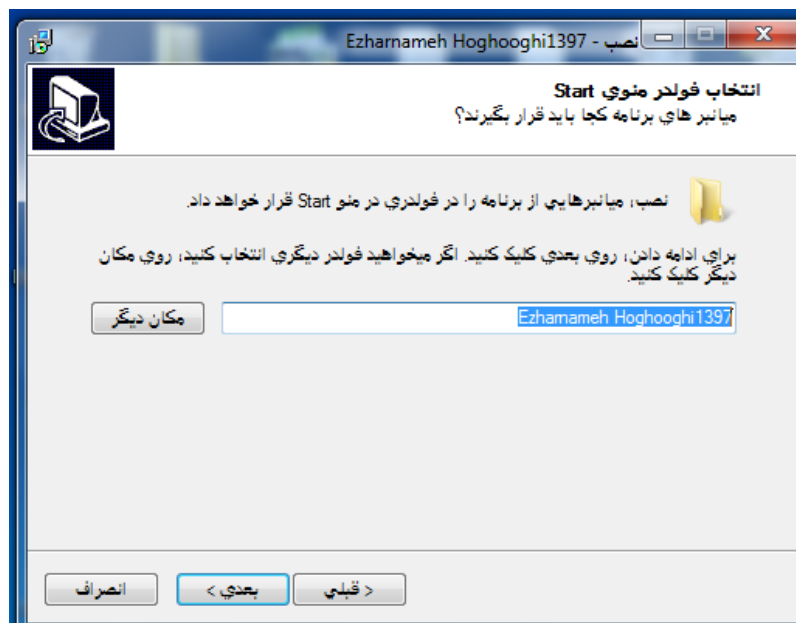 نصب - Ezharnameh Hoghooghi1397
انتخاب فولدر منوي Start
ميانبر هاي برنامه كجا بايد قرار بگيرند؟
نصب، ميانبرهايي از برنامه را در فولدري در منو Start قرار خواهد داد.
براي ادامه دادن، روي بعدي كليك كنيد. اگر ميخواهيد فولدر ديگري انتخاب كنيد، روي مكان
ديگر كليك كنيد.
Ezharnameh Hoghooghi1397 مكان ديگر
< قبلي بعدي > انصراف